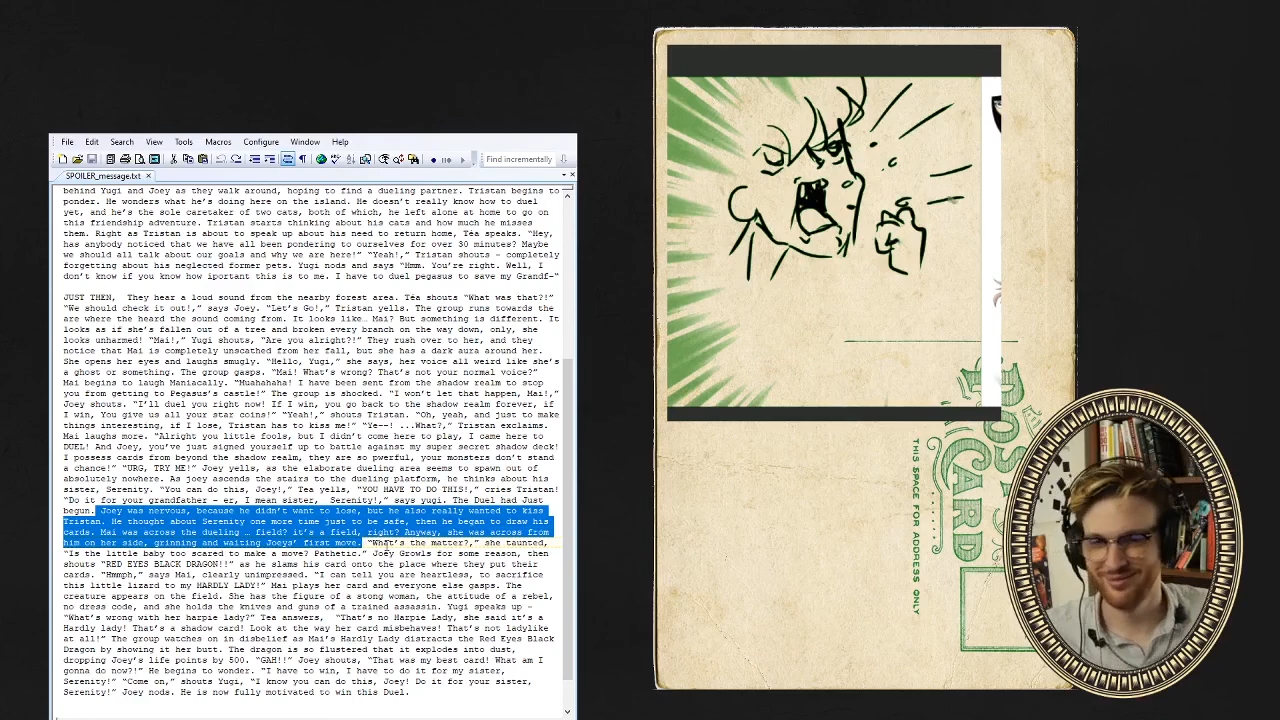 File Edit Search View Tools Macros Configure Window Help
Find incrementally
SPOILER_message.txt
behind Yugi and Joey as they walk around, hoping to find a dueling partner. Tristan begins to
ponder. He wonders what he's doing here on the island. He doesn't really know how to duel
yet, and he's the sole caretaker of two cats, both of which, he left alone at home to go on
this friendship adventure. Tristan starts thinking about his cats and how much he misses
them. Right as Tristan is about to speak up about his need to return home, Téa speaks. “Hey,
has anybody noticed that we have all been pondering to ourselves for over 30 minutes? Maybe
we should all talk about our goals and why we are here!” “Yeah!,” Tristan shouts - completely
forgetting about his neglected former pets. Yugi nods and says “Hmm. You're right. Well, I
don't know if you know how iportant this is to me. I have to duel pegasus to save my Grandf-“
JUST THEN,  They hear a loud sound from the nearby forest area. Téa shouts “What was that?!”
“We should check it out!,” says Joey. “Let's Go!,” Tristan yells. The group runs towards the
are where the heard the sound coming from. It looks like… Mai? But something is different. It
looks as if she's fallen out of a tree and broken every branch on the way down, only, she
looks unharmed! “Mai!,” Yugi shouts, “Are you alright?!” They rush over to her, and they
notice that Mai is completely unscathed from her fall, but she has a dark aura around her.
She opens her eyes and laughs smugly. “Hello, Yugi,” she says, her voice all weird like she's
a ghost or something. The group gasps. “Mai! What's wrong? That's not your normal voice?”
Mai begins to laugh Maniacally. “Muahahaha! I have been sent from the shadow realm to stop
you from getting to Pegasus's castle!” The group is shocked. “I won't let that happen, Mai!,”
Joey shouts. “I'll duel you right now! If I win, you go back to the shadow realm forever, if
I win, You give us all your star coins!” “Yeah!,” shouts Tristan. “Oh, yeah, and just to make
things interesting, if I lose, Tristan has to kiss me!” “Ye--! ...What?,” Tristan exclaims.
Mai laughs more. “Alright you little fools, but I didn't come here to play, I came here to
DUEL! And Joey, you've just signed yourself up to battle against my super secret shadow deck!
I possess cards from beyond the shadow realm, they are so powerful, your monsters don't stand
a chance!” “URG, TRY ME!” Joey yells, as the elaborate dueling area seems to spawn out of
absolutely nowhere. As joey ascends the stairs to the dueling platform, he thinks about his
sister, Serenity. “You can do this, Joey!,” Tea yells, “YOU HAVE TO DO THIS!,” cries Tristan!
“Do it for your grandfather – er, I mean sister,  Serenity!,” says yugi. The Duel had Just
begun. Joey was nervous, because he didn't want to lose, but he also really wanted to kiss
Tristan. He thought about Serenity one more time just to be safe, then he began to draw his
cards. Mai was across the dueling … field? it's a field, right? Anyway, she was across from
him on her side, grinning and waiting Joeys' first move. “What's the matter?,” she taunted,
“Is the little baby too scared to make a move? Pathetic.” Joey Growls for some reason, then
shouts “RED EYES BLACK DRAGON!!” as he slams his card onto the place where they put their
cards. “Hmmph,” says Mai, clearly unimpressed. “I can tell you are heartless, to sacrifice
this little lizard to my HARDLY LADY!” Mai plays her card and everyone else gasps. The
creature appears on the field. She has the figure of a stong woman, the attitude of a rebel,
no dress code, and she holds the knives and guns of a trained assassin. Yugi speaks up –
“What's wrong with her harpie lady?” Tea answers,  “That's no Harpie Lady, she said it's a
Hardly lady! That's a shadow card! Look at the way her card misbehaves! That's not ladylike
at all!” The group watches on in disbelief as Mai's Hardly Lady distracts the Red Eyes Black
Dragon by showing it her butt. The dragon is so flustered that it explodes into dust,
dropping Joey's life points by 500. “GAH!!” Joey shouts, “That was my best card! What am I
gonna do now?!” He begins to wonder. “I have to win, I have to do it for my sister,
Serenity!” “Come on,” shouts Yugi, “I know you can do this, Joey! Do it for your sister,
Serenity!” Joey nods. He is now fully motivated to win this Duel.
POST
CARD
THIS SPACE FOR ADDRESS ONLY